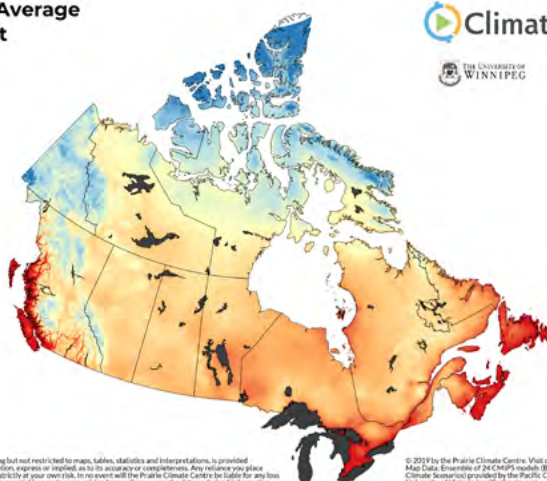 Average
t
Climat
THE UNIVERSITY OF
WINNIPEG
ng but not restricted to maps, tables, statistics and interpretations, is provided
tion, express or implied, as to its accuracy or completeness. Any reliance you place
strictly at your own risk. In no event will the Prairie Climate Centre be liable for any loss
© 2019 by the Prairie Climate Centre. Visit c
Map Data: Ensemble of 24 CMIP5 models (B
Climate Scenarios) provided by the Pacific C